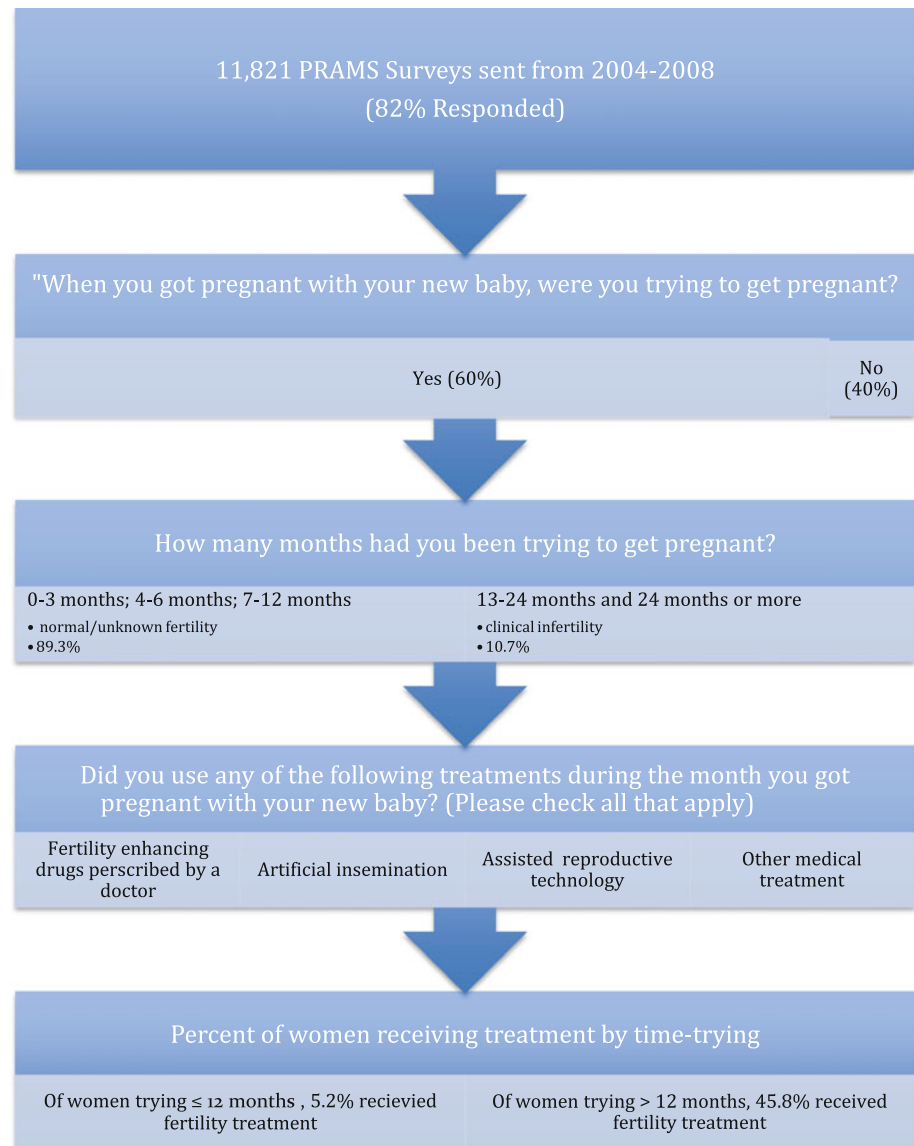 11,821 PRAMS Surveys sent from 2004-2008
(82% Responded)
"When you got pregnant with your new baby, were you trying to get pregnant?
Yes (60%)
No
(40%)
How many months had you been trying to get pregnant?
0-3 months; 4-6 months; 7-12 months
• normal/unknown fertility
• 89.3%
13-24 months and 24 months or more
• clinical infertility
• 10.7%
Did you use any of the following treatments during the month you got
pregnant with your new baby? (Please check all that apply)
Fertility enhancing
drugs perscribed by a
doctor
Artificial insemination
Assisted reproductive
technology
Other medical
treatment
Percent of women receiving treatment by time-trying
Of women trying ≤ 12 months , 5.2% recievied
fertility treatment
Of women trying > 12 months, 45.8% received
fertility treatment